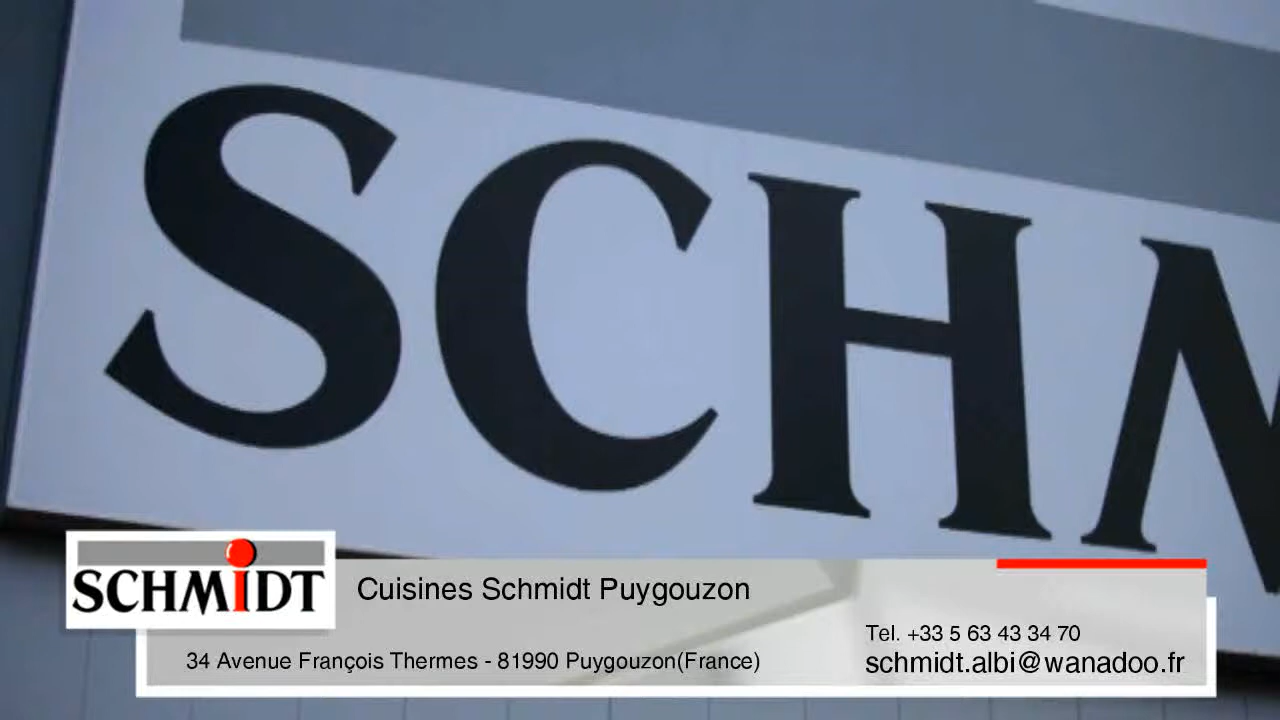 SCHM
SCHMiDT
Cuisines Schmidt Puygouzon
34 Avenue François Thermes - 81990 Puygouzon(France)
Tel. +33 5 63 43 34 70
schmidt.albi@wanadoo.fr